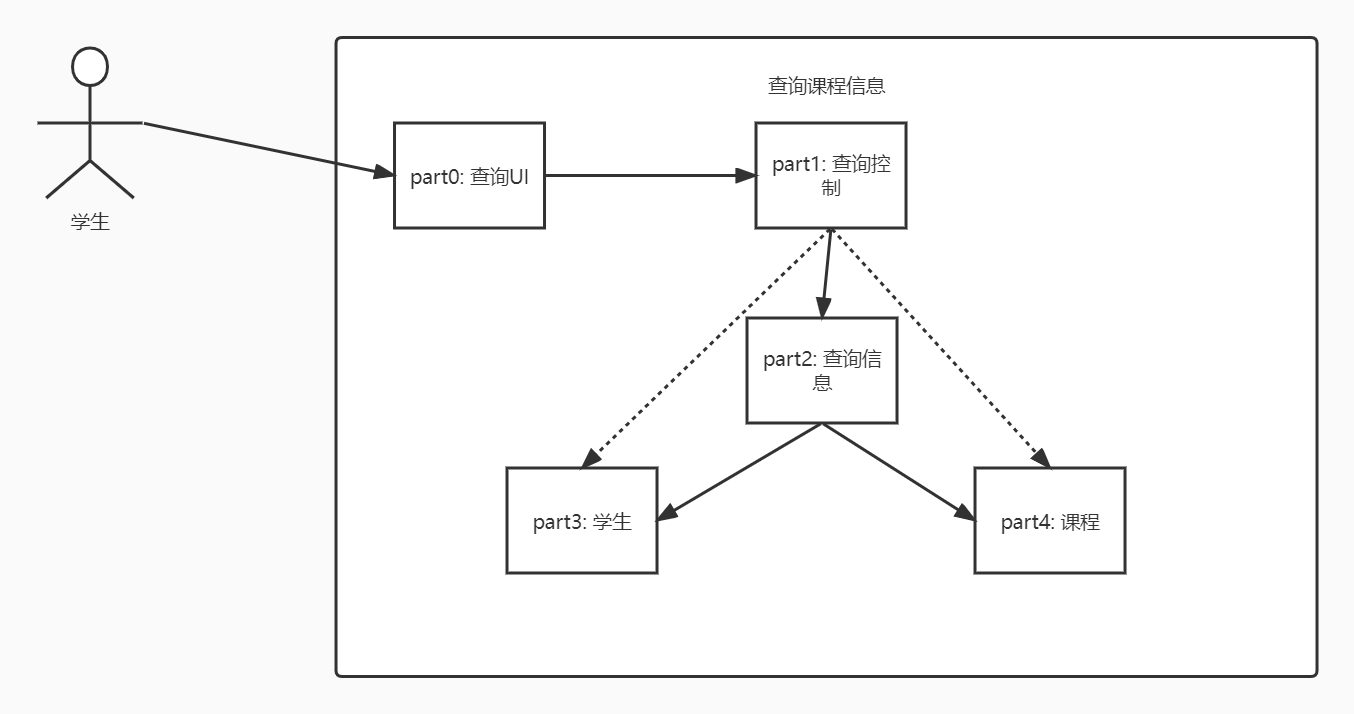 查询课程信息
part0: 查询UI
part1: 查询控
制
学生
part2: 查询信
息
part3: 学生
part4: 课程